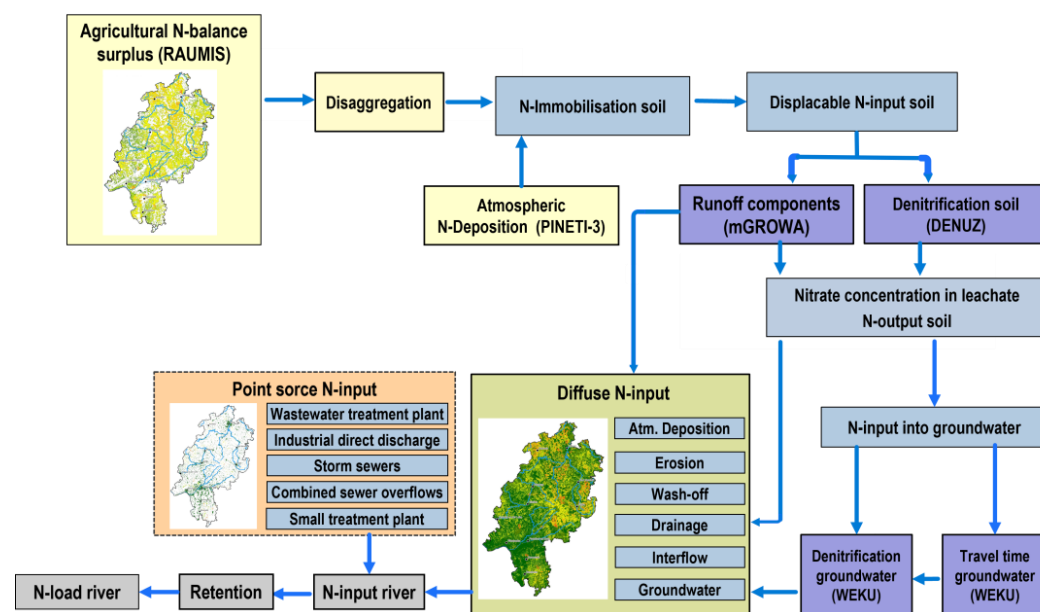 Agricultural N-balance
surplus (RAUMIS)
Disaggregation
N-Immobilisation soil
Displacable N-input soil
Atmospheric
N-Deposition (PINETI-3)
Runoff components
(mGROWA)
Denitrification soil
(DENUZ)
Nitrate concentration in leachate
N-output soil
Point sorce N-input
Wastewater treatment plant
Industrial direct discharge
Storm sewers
Combined sewer overflows
Small treatment plant
Diffuse N-input
Atm. Deposition
Erosion
Wash-off
Drainage
Interflow
Groundwater
N-input into groundwater
Denitrification
groundwater
(WEKU)
Travel time
groundwater
(WEKU)
N-load river
Retention
N-input river